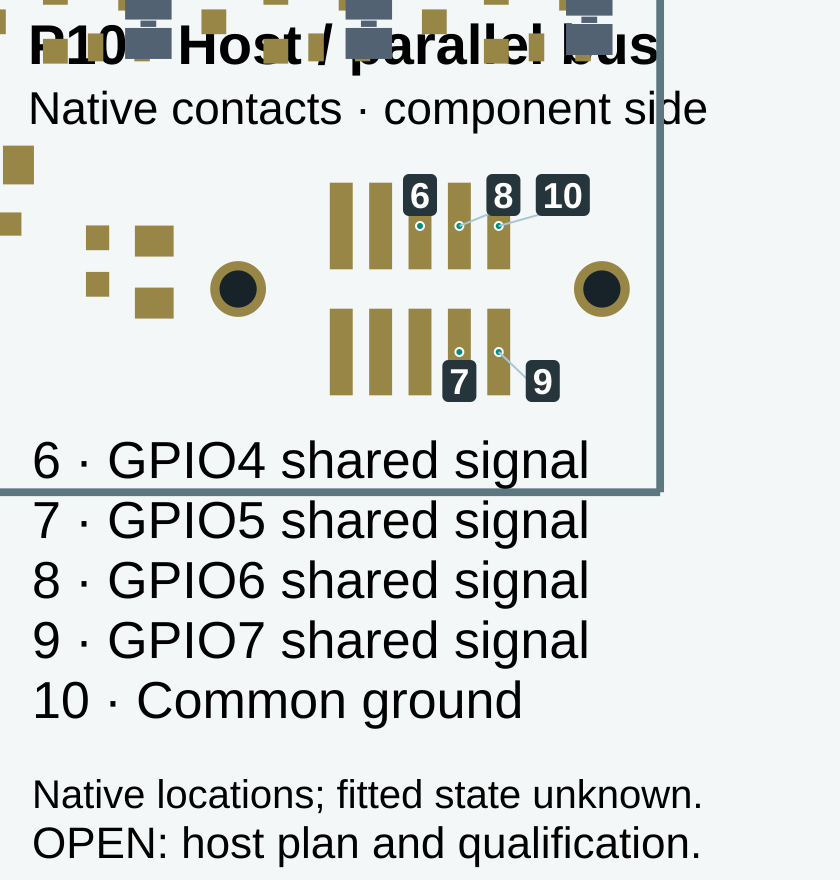 P10 · Host / parallel bus
Native contacts · component side
6 8 10
7 9
6 · GPIO4 shared signal
7 · GPIO5 shared signal
8 · GPIO6 shared signal
9 · GPIO7 shared signal
10 · Common ground
Native locations; fitted state unknown.
OPEN: host plan and qualification.